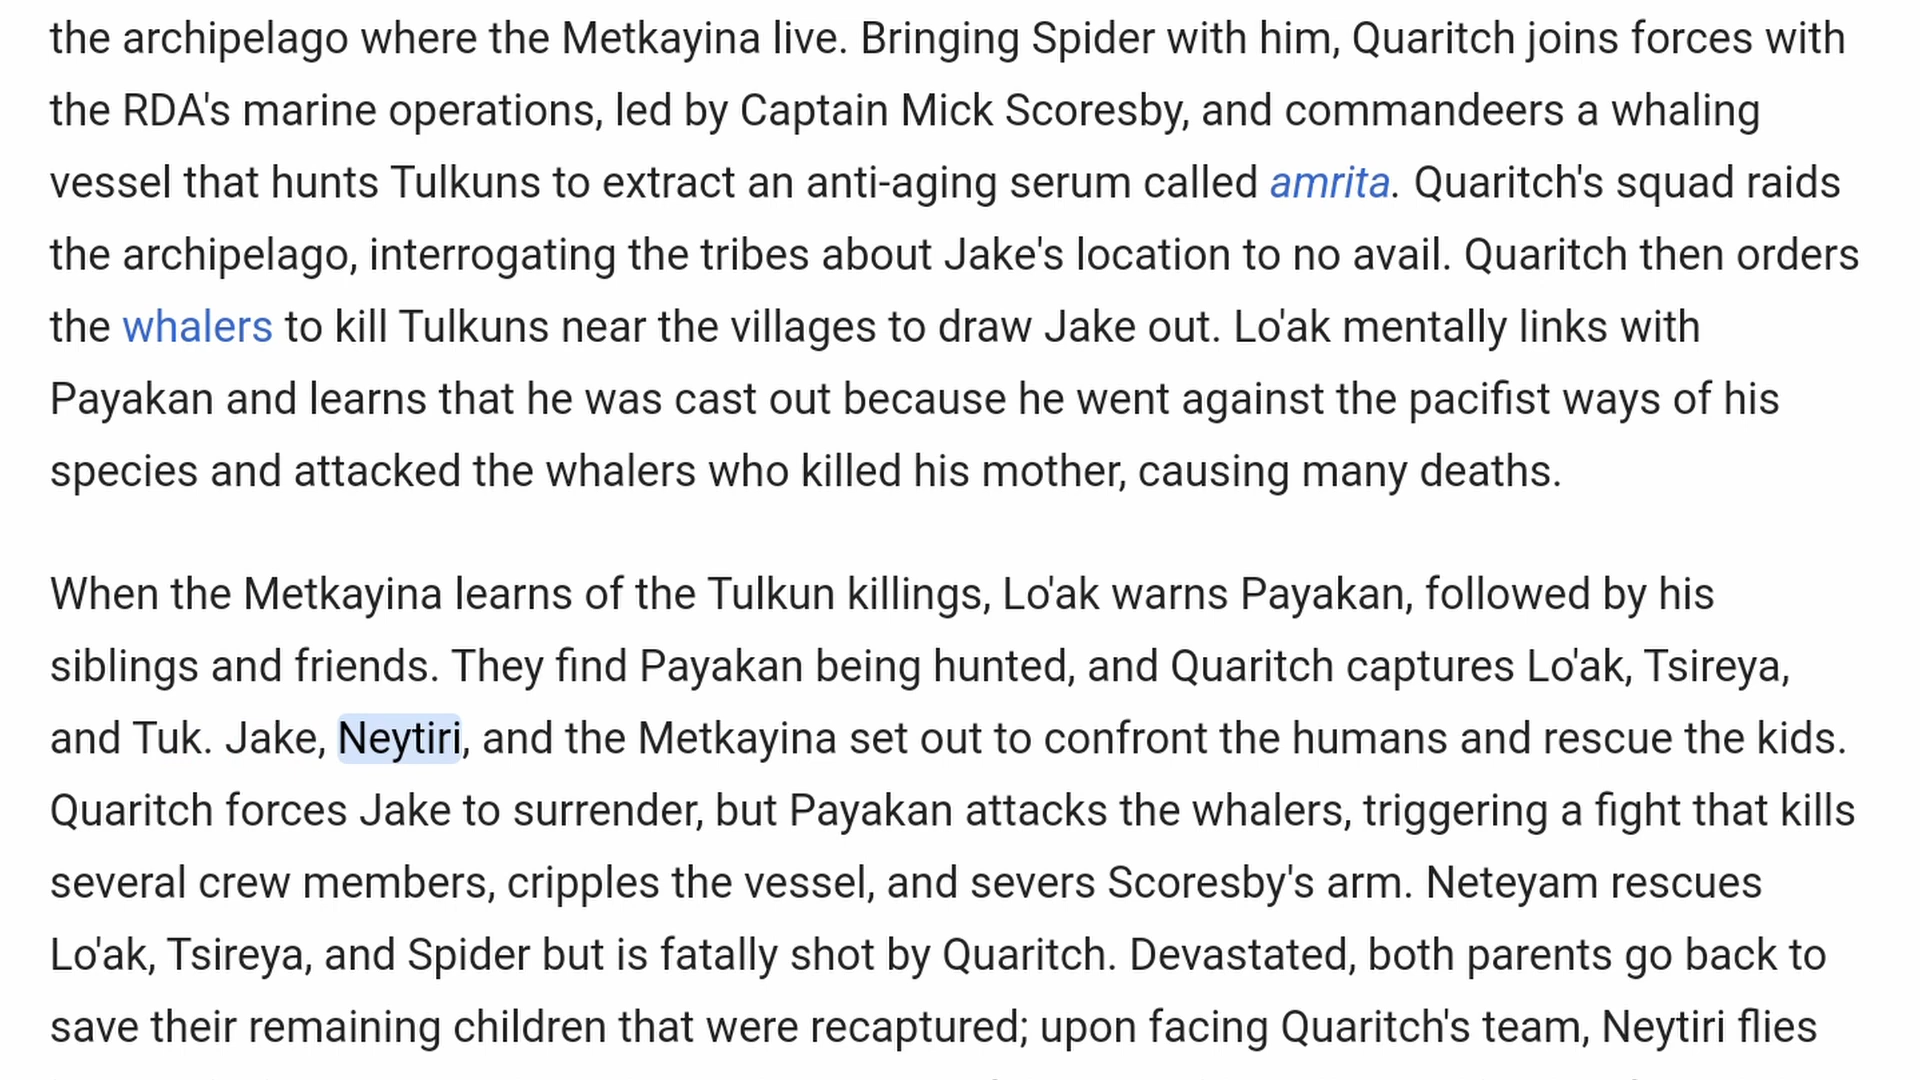 the archipelago where the Metkayina live. Bringing Spider with him, Quaritch joins forces with
the RDA's marine operations, led by Captain Mick Scoresby, and commandeers a whaling
vessel that hunts Tulkuns to extract an anti-aging serum called amrita. Quaritch's squad raids
the archipelago, interrogating the tribes about Jake's location to no avail. Quaritch then orders
the whalers to kill Tulkuns near the villages to draw Jake out. Lo'ak mentally links with
Payakan and learns that he was cast out because he went against the pacifist ways of his
species and attacked the whalers who killed his mother, causing many deaths.
When the Metkayina learns of the Tulkun killings, Lo'ak warns Payakan, followed by his
siblings and friends. They find Payakan being hunted, and Quaritch captures Lo'ak, Tsireya,
and Tuk. Jake, Neytiri, and the Metkayina set out to confront the humans and rescue the kids.
Quaritch forces Jake to surrender, but Payakan attacks the whalers, triggering a fight that kills
several crew members, cripples the vessel, and severs Scoresby's arm. Neteyam rescues
Lo'ak, Tsireya, and Spider but is fatally shot by Quaritch. Devastated, both parents go back to
save their remaining children that were recaptured; upon facing Quaritch's team, Neytiri flies